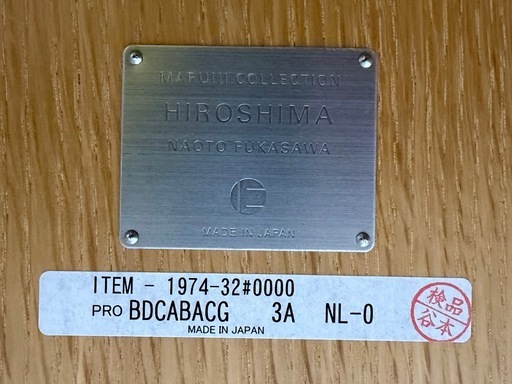 MARUNI COLLECTION
HIROSHIMA
NAOTO FUKASAWA
MADE IN JAPAN
ITEM - 1974-32#0000
PRO BDCABACG 3A NL-0
MADE IN JAPAN
検品
谷本